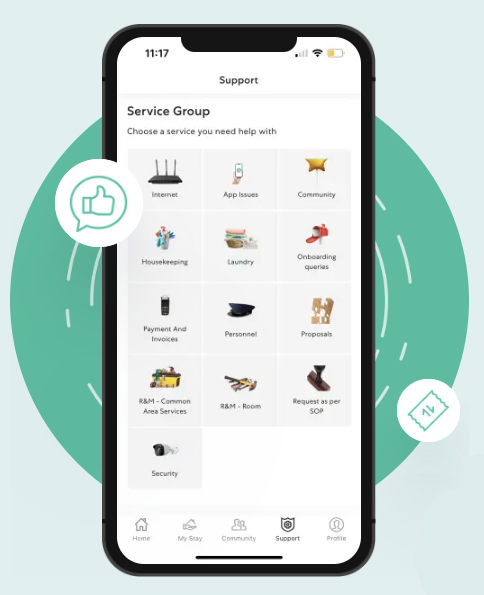 11:17
Support
Service Group
Choose a service you need help with
Internet
App Issues
Community
Housekeeping
Laundry
Onboarding
queries
Payment And
Invoices
Personnel
Proposals
R&M - Common
Area Services
R&M - Room
Request as per
SOP
Security
Home
My Stay
Community
Support
Profile